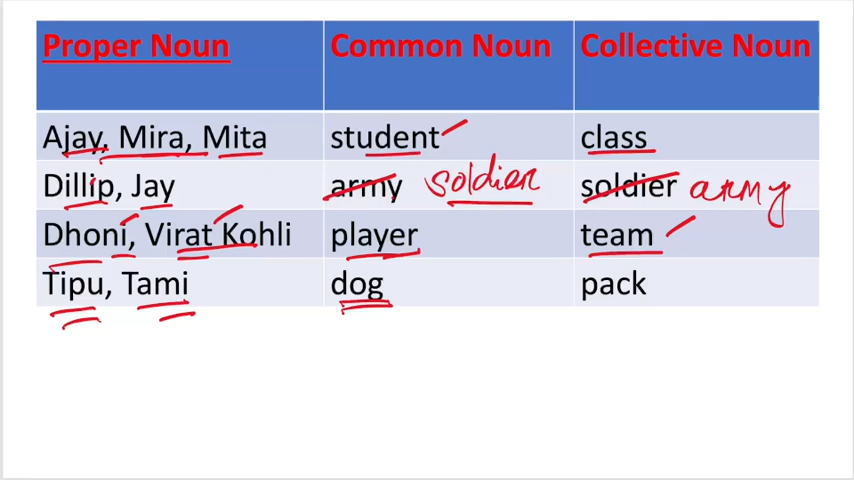 Proper Noun Common Noun Collective Noun
Ajay, Mira, Mita student class
Dillip, Jay army soldier soldier army
Dhoni, Virat Kohli player team
Tipu, Tami dog pack